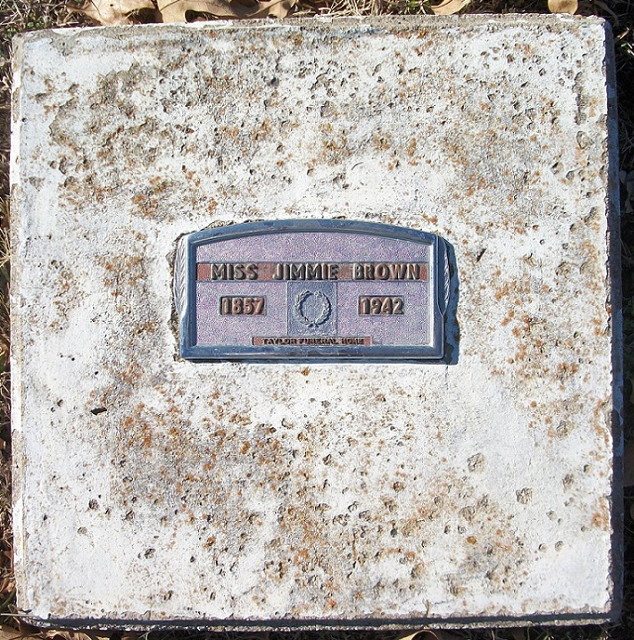 MISS JIMMIE BROWN
1857 1942
TAYLOR FUNERAL HOME